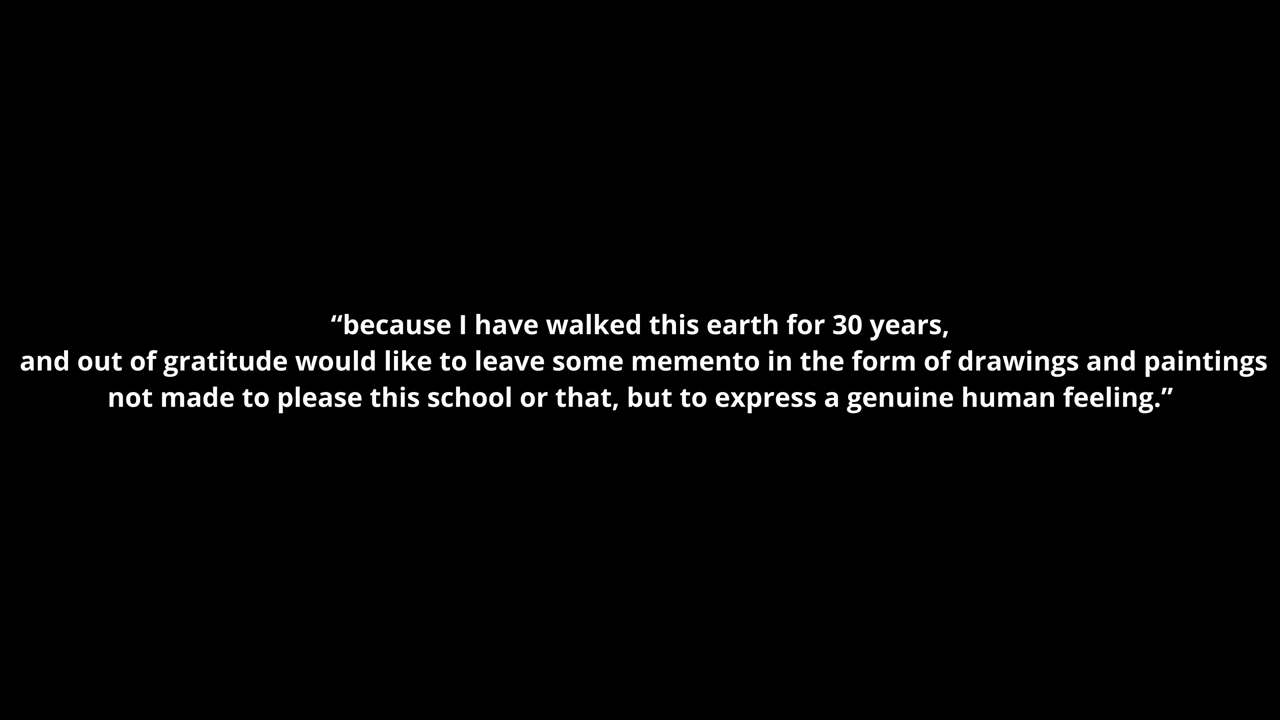 “because I have walked this earth for 30 years,
and out of gratitude would like to leave some memento in the form of drawings and paintings
not made to please this school or that, but to express a genuine human feeling.”